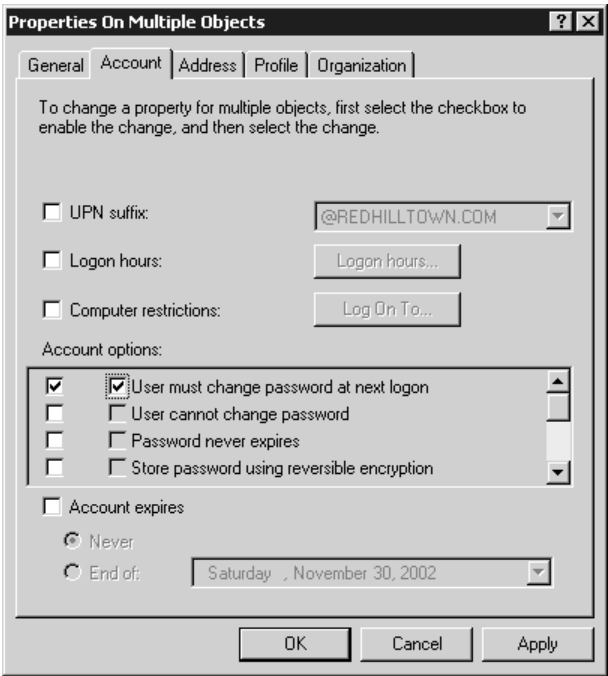 Properties On Multiple Objects
General Account Address Profile Organization
To change a property for multiple objects, first select the checkbox to
enable the change, and then select the change.
UPN suffix: @REDHILLTOWN.COM
Logon hours: Logon hours...
Computer restrictions: Log On To...
Account options:
User must change password at next logon
User cannot change password
Password never expires
Store password using reversible encryption
Account expires
Never
End of: Saturday , November 30, 2002
OK Cancel Apply